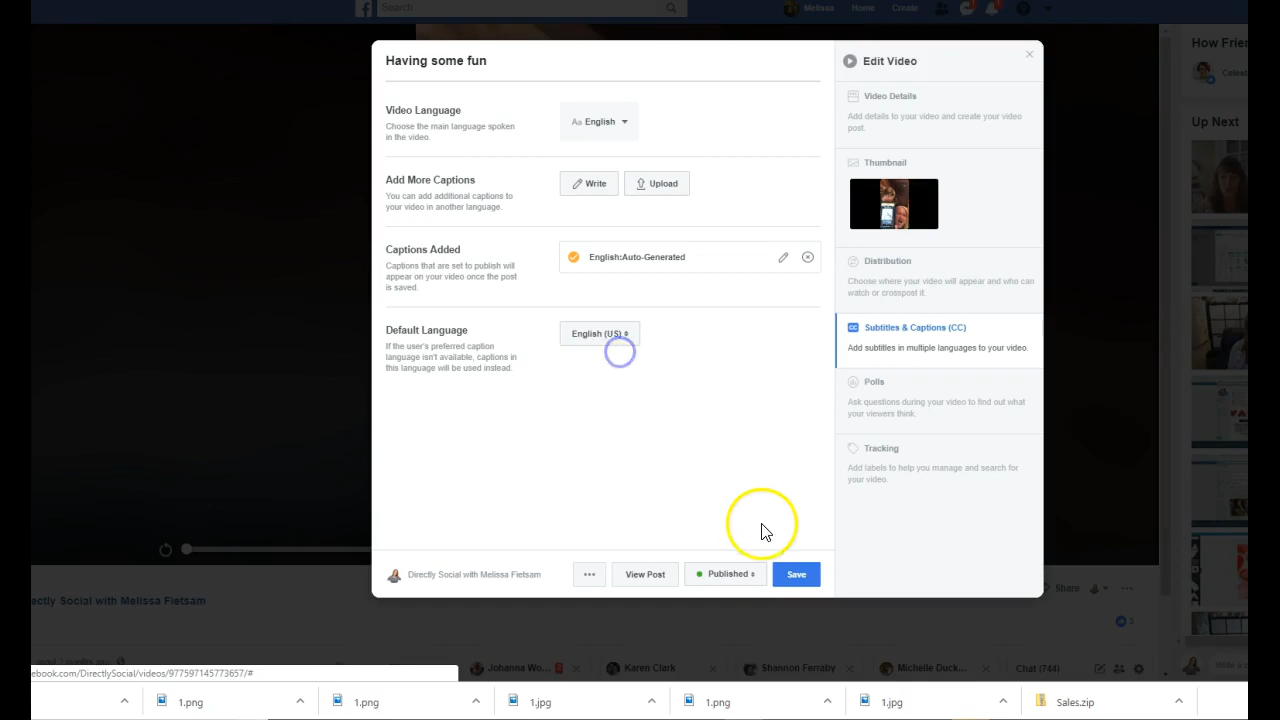 Search
Melissa
Home
Create
Having some fun
Edit Video
How Frien
Celest
Video Language
Choose the main language spoken
in the video.
Aa English
Video Details
Add details to your video and create your video
post.
Up Next
Thumbnail
Add More Captions
You can add additional captions to
your video in another language.
Write
Upload
Captions Added
Captions that are set to publish will
appear on your video once the post
is saved.
English:Auto-Generated
Distribution
Choose where your video will appear and who can
watch or crosspost it.
Default Language
If the user's preferred caption
language isn't available, captions in
this language will be used instead.
English (US)
CC Subtitles & Captions (CC)
Add subtitles in multiple languages to your video.
Polls
Ask questions during your video to find out what
your viewers think.
Tracking
Add labels to help you manage and search for
your video.
Directly Social with Melissa Fietsam
View Post
Published
Save
Share
rectly Social with Melissa Fietsam
3
Johanna Wo...
Karen Clark
Shannon Ferraby
Michelle Duck...
Chat (744)
Write a c
ebook.com/DirectlySocial/videos/977597145773657/#
1.png
1.png
1.jpg
1.png
1.jpg
Sales.zip